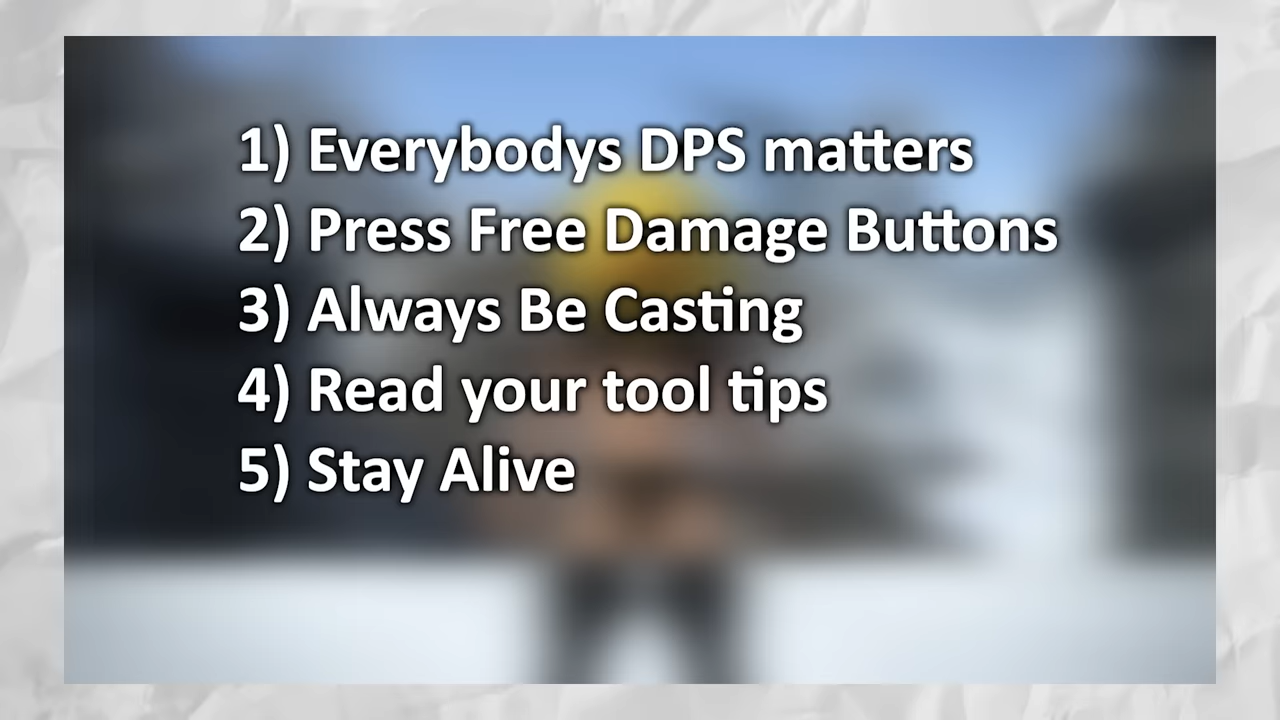 1) Everybodys DPS matters
2) Press Free Damage Buttons
3) Always Be Casting
4) Read your tool tips
5) Stay Alive